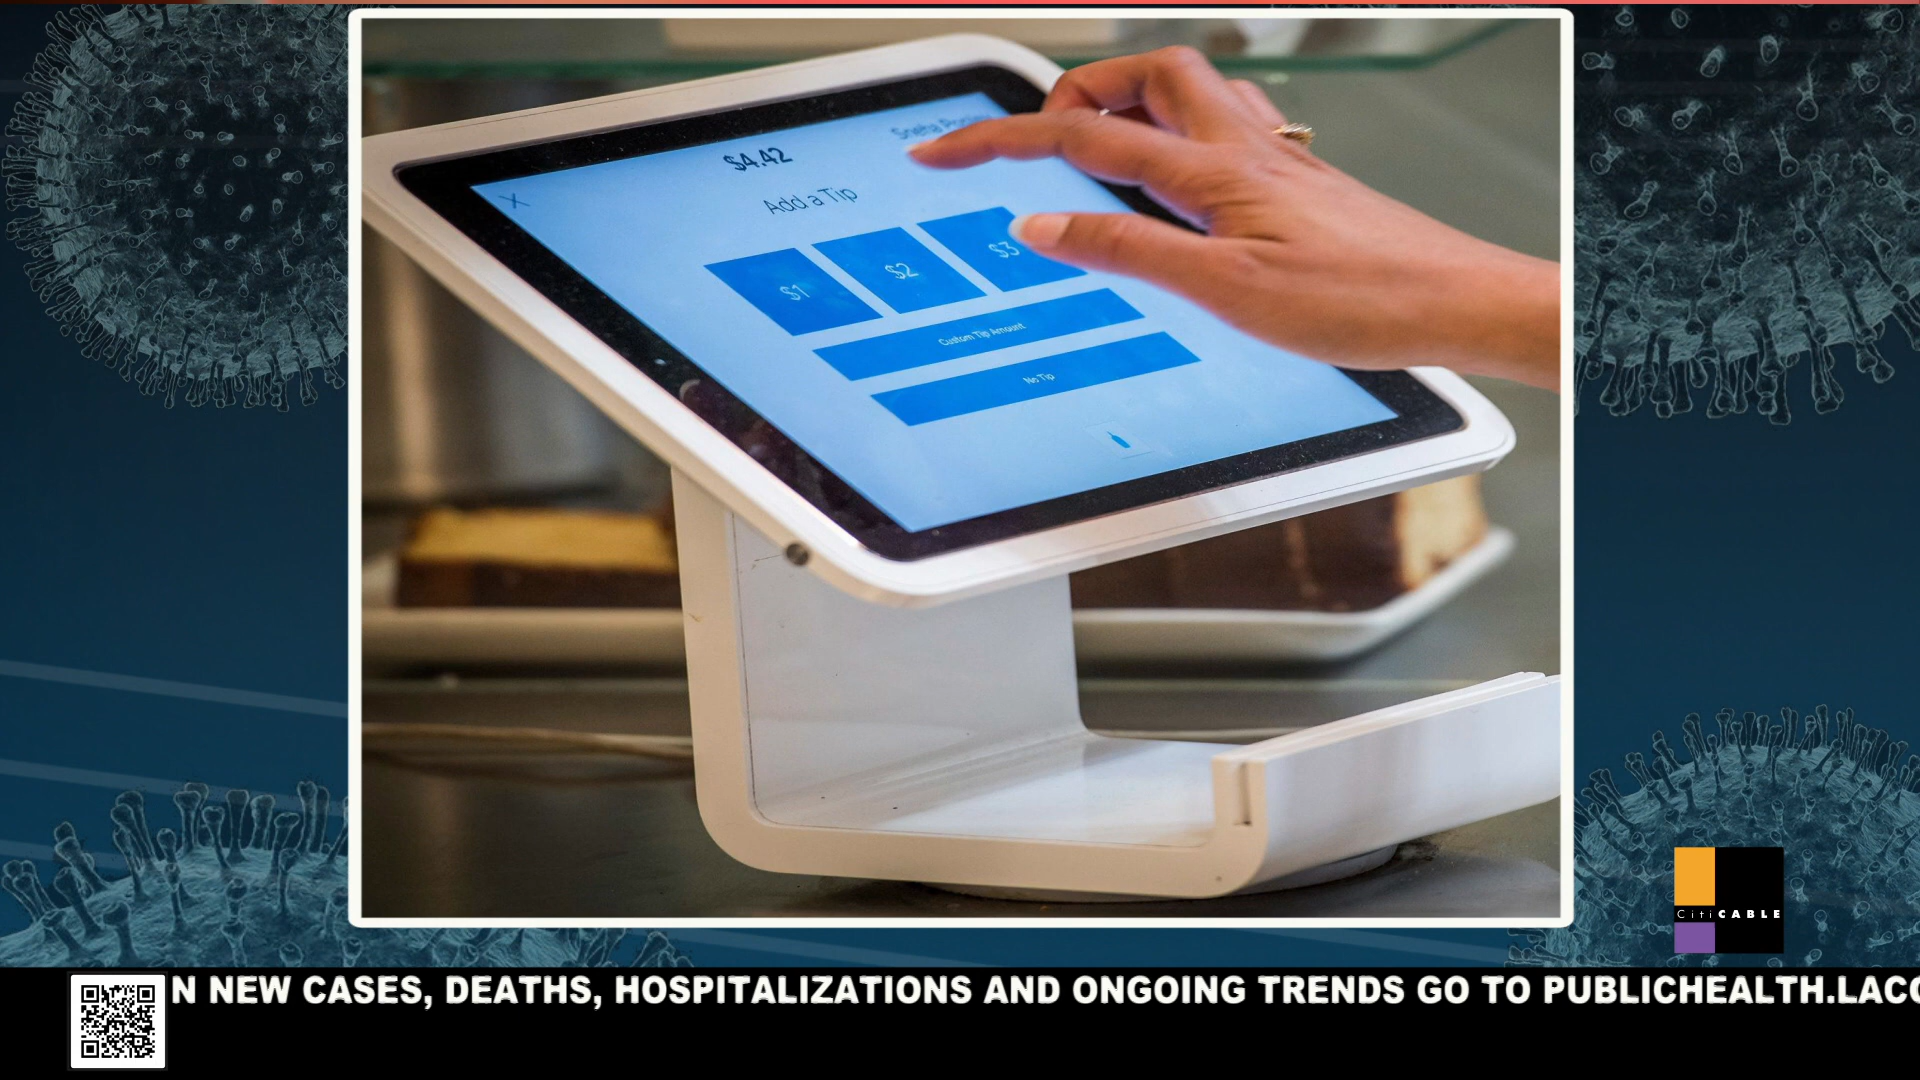 $4.42
Add a Tip
$1
$2
$3
Custom Tip Amount
No Tip
CitiCABLE
N NEW CASES, DEATHS, HOSPITALIZATIONS AND ONGOING TRENDS GO TO PUBLICHEALTH.LACO